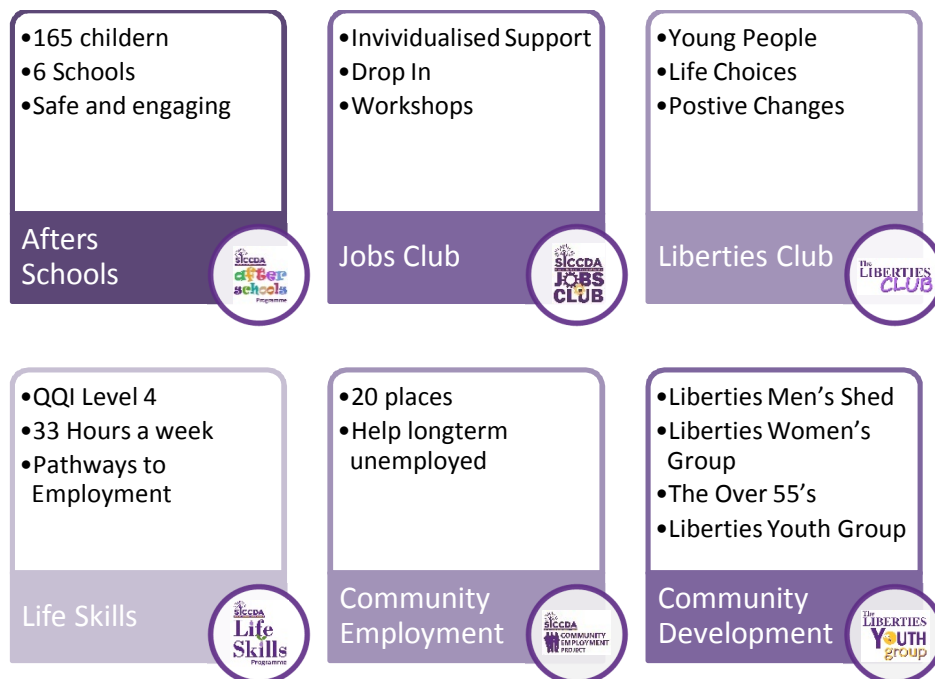 •165 childern
•6 Schools
•Safe and engaging
Afters
Schools
SICCDA
after
schools
Programme
•Invividualised Support
•Drop In
•Workshops
Jobs Club
SICCDA
JOBS
CLUB
•Young People
•Life Choices
•Postive Changes
Liberties Club
The
LIBERTIES
CLUB
•QQI Level 4
•33 Hours a week
•Pathways to
Employment
Life Skills
SICCDA
Life
Skills
Programme
•20 places
•Help longterm
unemployed
Community
Employment
SICCDA
COMMUNITY
EMPLOYMENT
PROJECT
•Liberties Men's Shed
•Liberties Women's
Group
•The Over 55's
•Liberties Youth Group
Community
Development
The
LIBERTIES
YOUTH
group